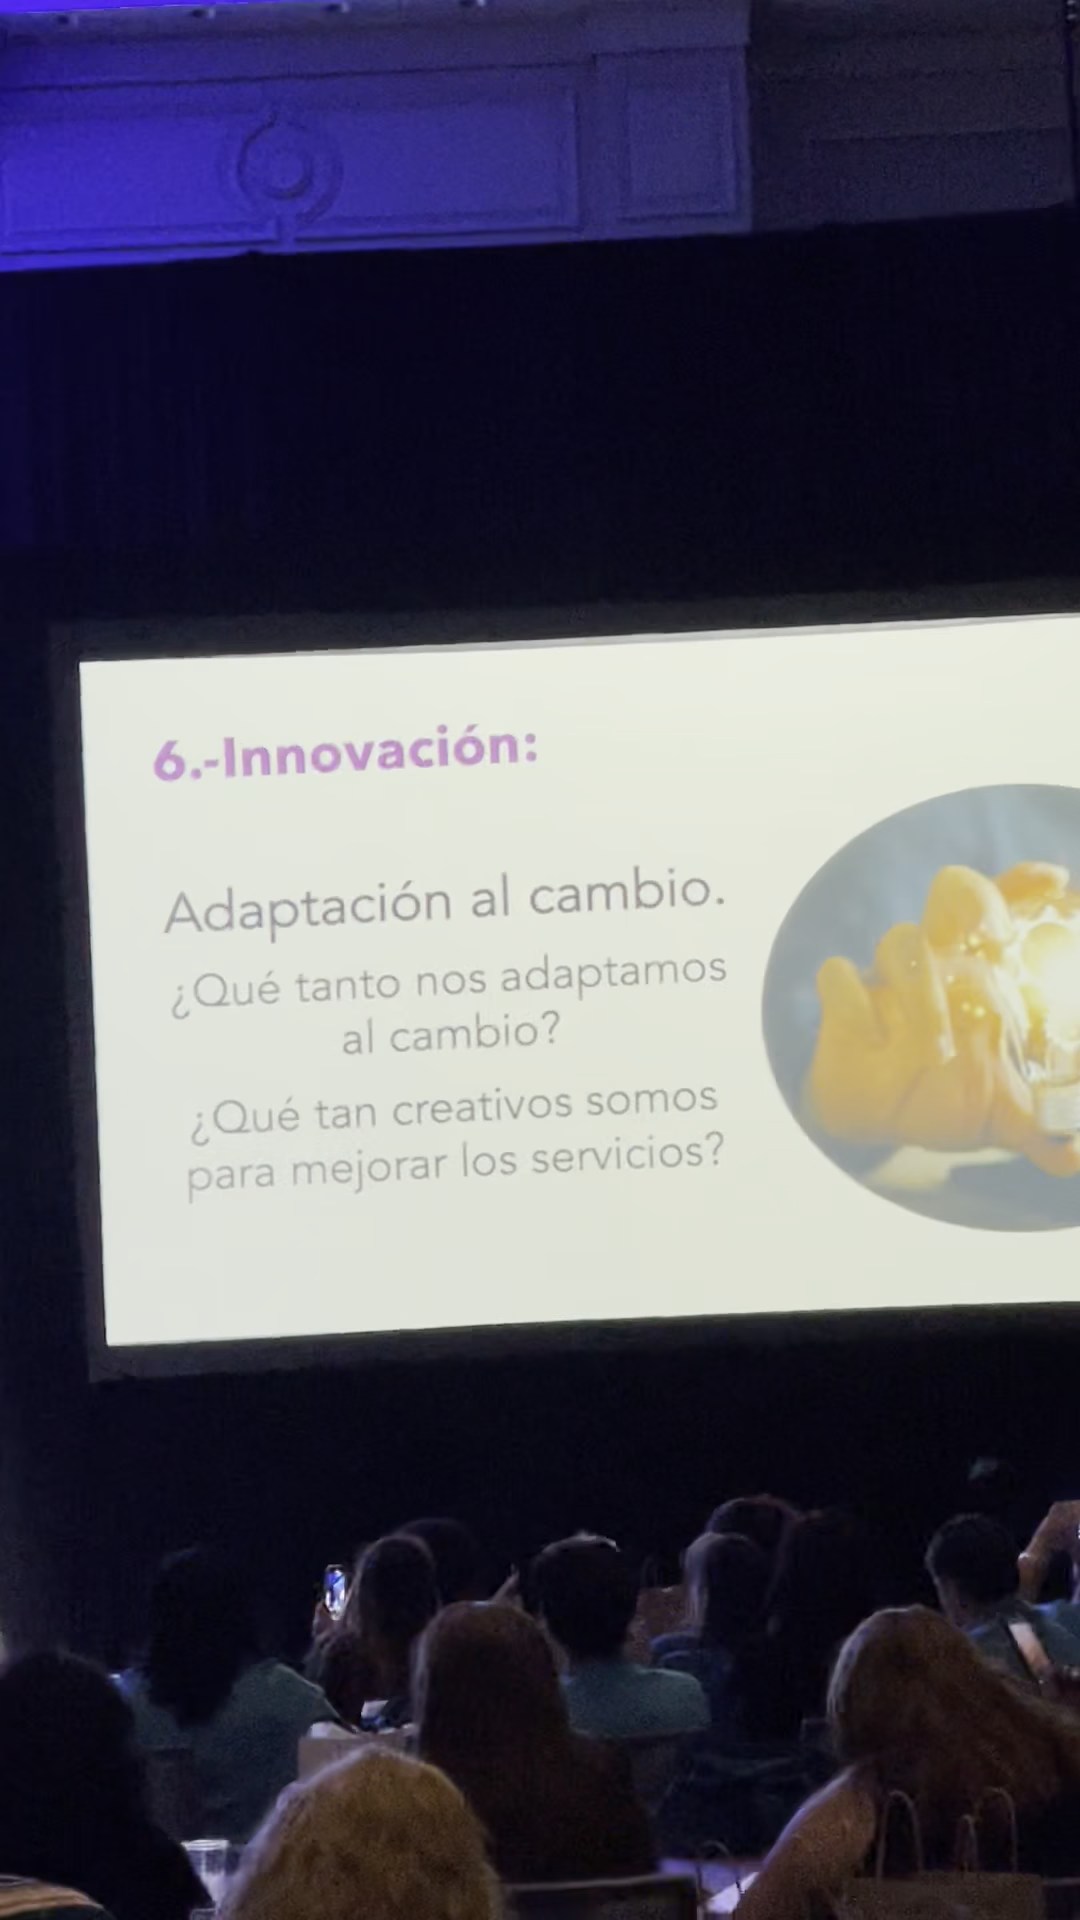 6.-Innovación:
Adaptación al cambio.
¿Qué tanto nos adaptamos
al cambio?
¿Qué tan creativos somos
para mejorar los servicios?